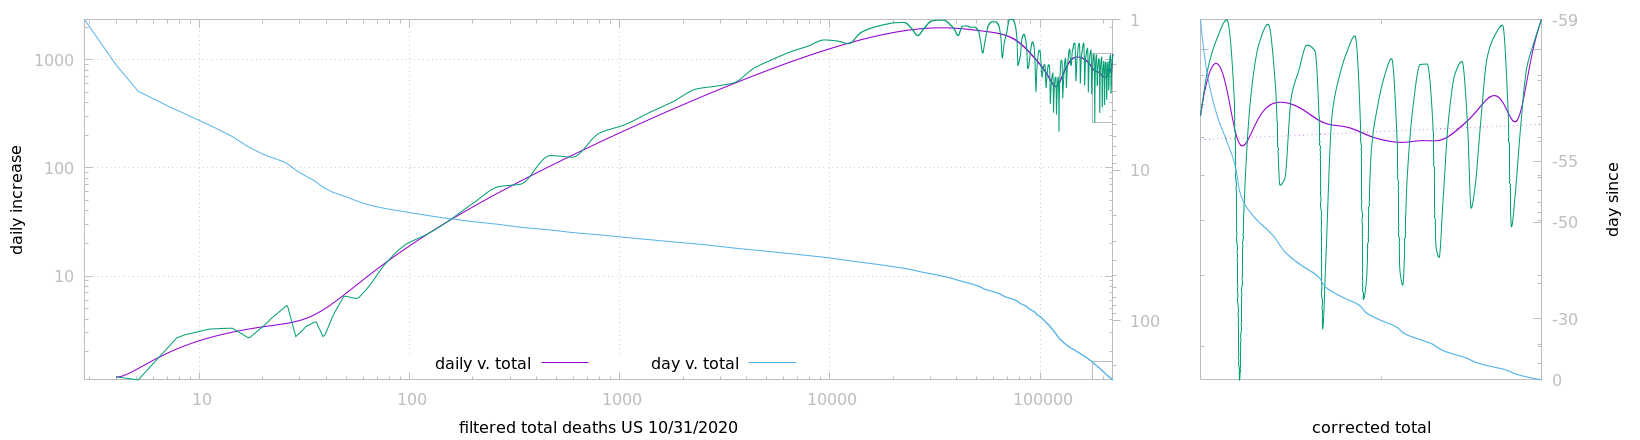 1000
100
10
daily increase
daily v. total
day v. total
10
100
1000
10000
100000
filtered total deaths US 10/31/2020
1
10
100
-59
-55
-50
-30
0
day since
corrected total